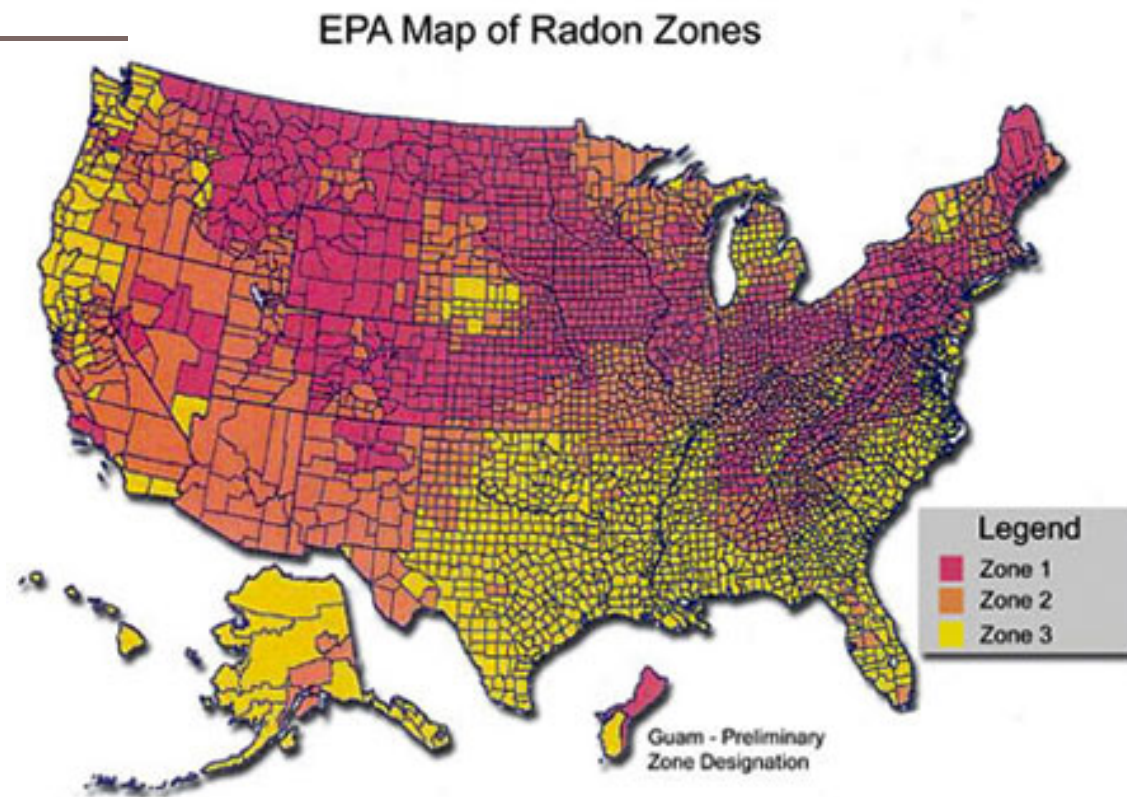 EPA Map of Radon Zones
Legend
Zone 1
Zone 2
Zone 3
Guam - Preliminary
Zone Designation